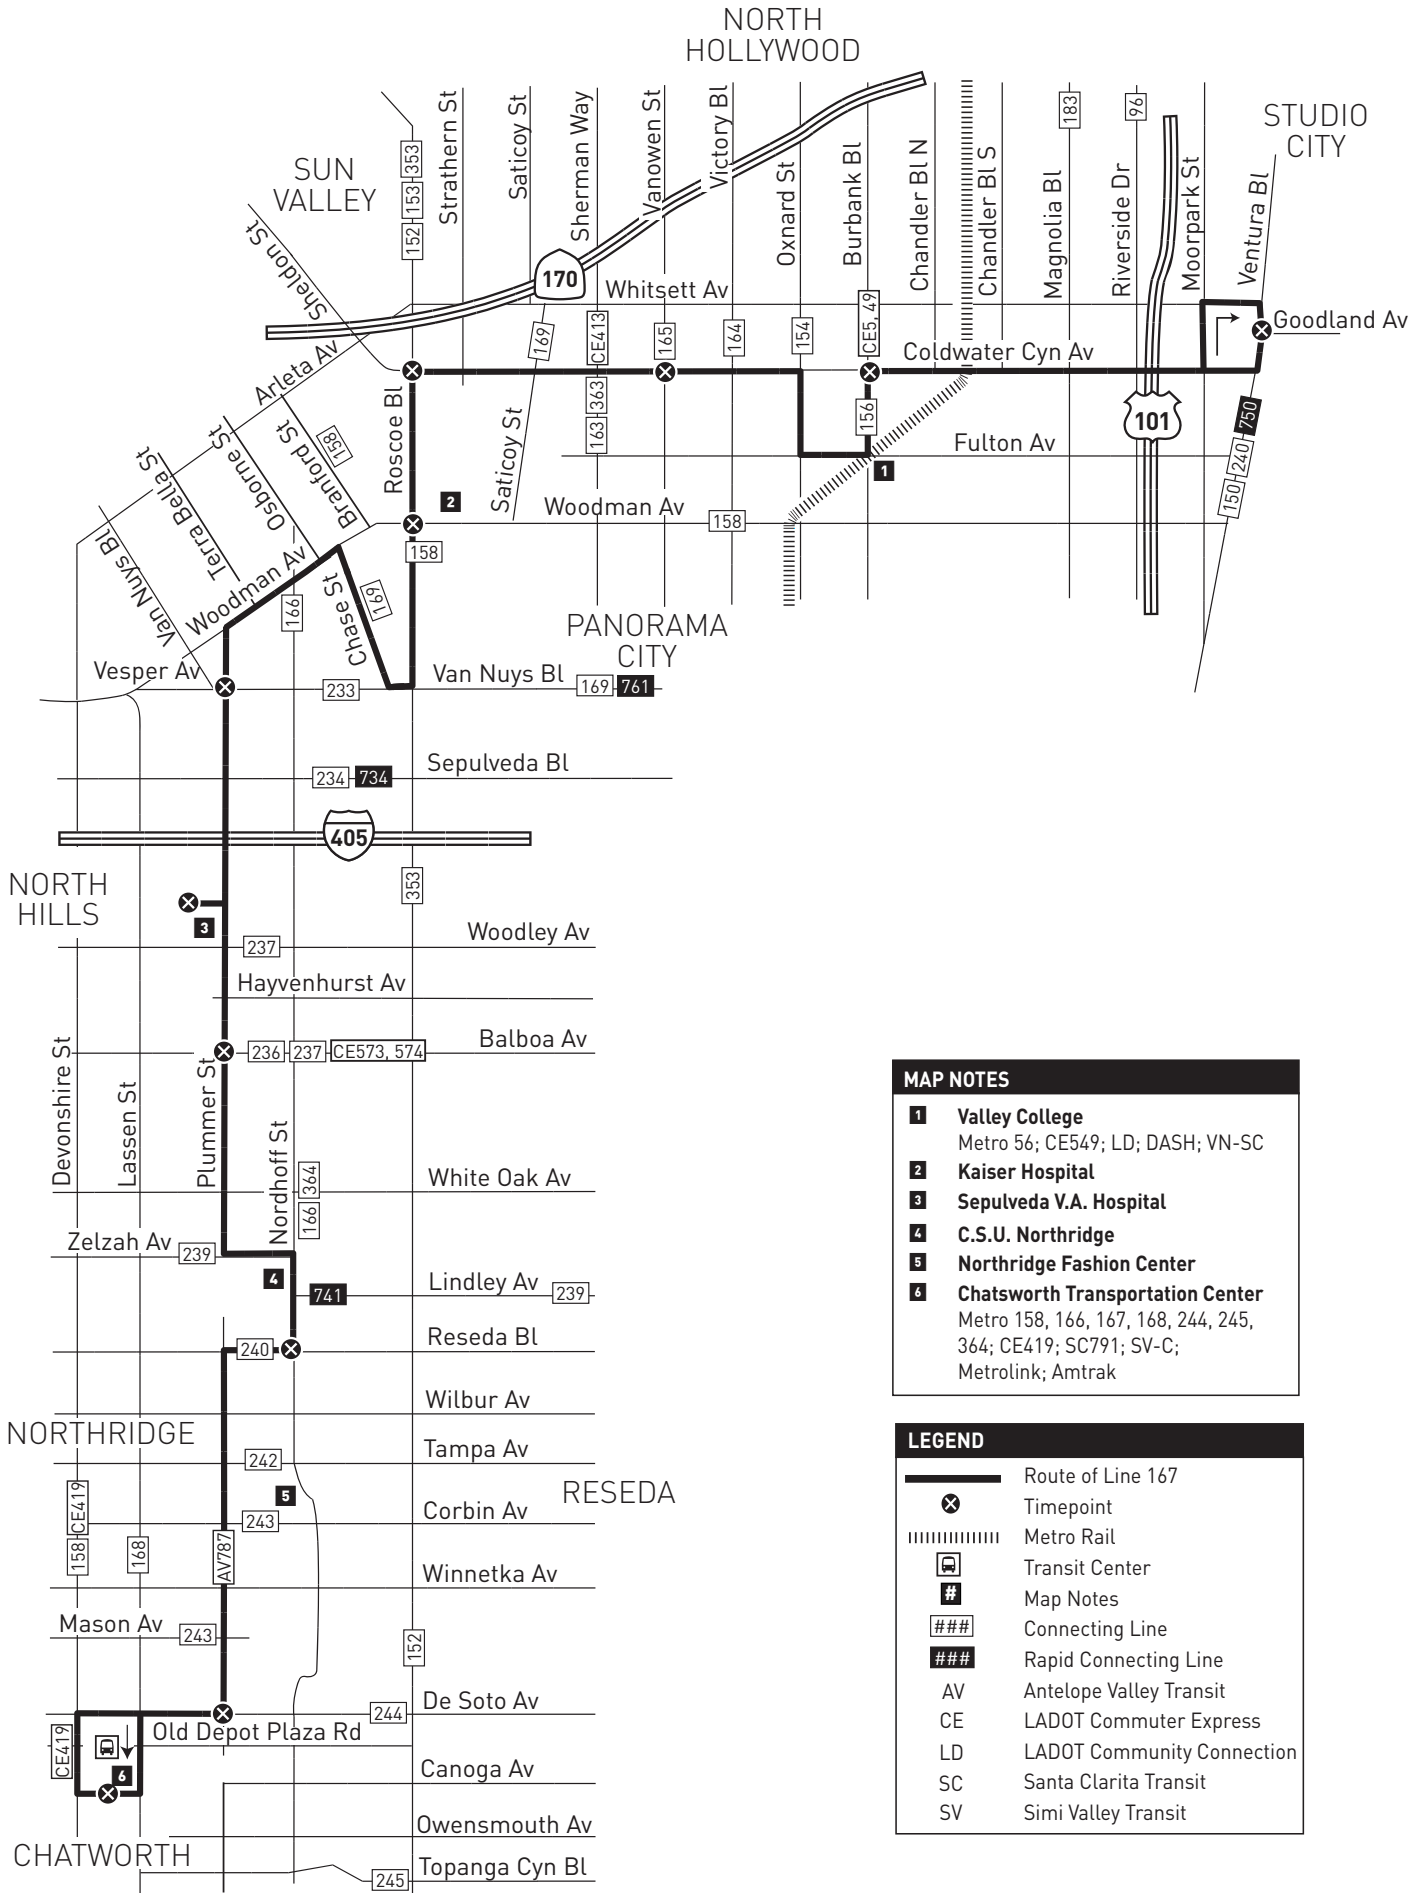 NORTH
HOLLYWOOD
STUDIO
CITY
SUN
VALLEY
Sheldon St
152
153
353
Strathern St
Saticoy St
Sherman Way
Vanowen St
Victory Bl
Oxnard St
Burbank Bl
Chandler Bl N
Chandler Bl S
Magnolia Bl
183
Riverside Dr
96
Moorpark St
Ventura Bl
170
Whitsett Av
Goodland Av
169
CE413
165
164
154
CE5, 49
Coldwater Cyn Av
Arleta Av
Roscoe Bl
163
363
156
101
750
Fulton Av
1
150
240
Saticoy St
Branford St
158
Osborne St
Terra Bella St
Van Nuys Bl
2
Woodman Av
158
158
Woodman Av
166
Chase St
169
PANORAMA
CITY
Vesper Av
233
Van Nuys Bl
169
761
234
734
Sepulveda Bl
405
353
NORTH
HILLS
3
237
Woodley Av
Hayvenhurst Av
236
237
CE573, 574
Balboa Av
Devonshire St
Lassen St
Plummer St
Nordhoff St
166
364
White Oak Av
Zelzah Av
239
4
741
Lindley Av
239
240
Reseda Bl
Wilbur Av
NORTHRIDGE
242
Tampa Av
5
RESEDA
243
Corbin Av
158
CE419
168
AV787
Winnetka Av
Mason Av
243
152
244
De Soto Av
CE419
Old Depot Plaza Rd
6
Canoga Av
Owensmouth Av
CHATWORTH
245
Topanga Cyn Bl
MAP NOTES
1 Valley College
Metro 56; CE549; LD; DASH; VN-SC
2 Kaiser Hospital
3 Sepulveda V.A. Hospital
4 C.S.U. Northridge
5 Northridge Fashion Center
6 Chatsworth Transportation Center
Metro 158, 166, 167, 168, 244, 245,
364; CE419; SC791; SV-C;
Metrolink; Amtrak
LEGEND
Route of Line 167
Timepoint
Metro Rail
Transit Center
# Map Notes
### Connecting Line
### Rapid Connecting Line
AV Antelope Valley Transit
CE LADOT Commuter Express
LD LADOT Community Connection
SC Santa Clarita Transit
SV Simi Valley Transit